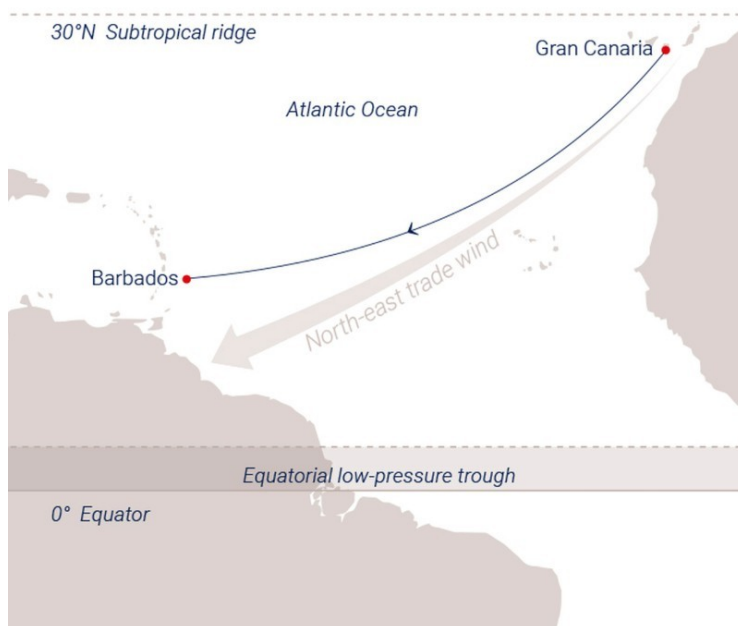 30°N Subtropical ridge
Gran Canaria
Atlantic Ocean
Barbados
North-east trade wind
Equatorial low-pressure trough
0° Equator